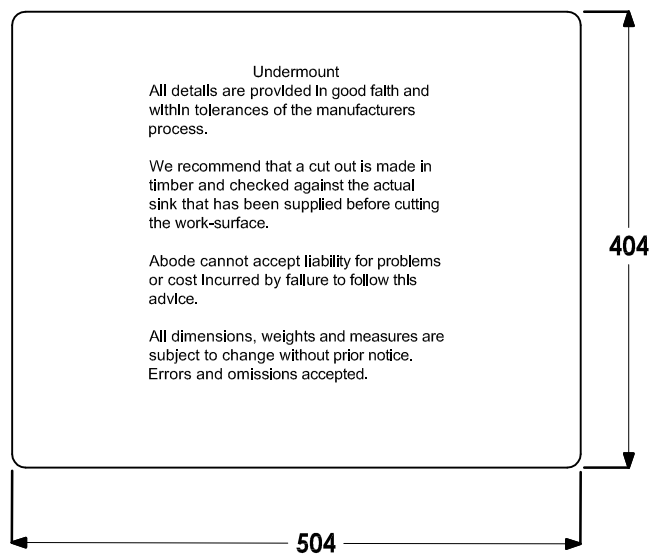 Undermount
All details are provided in good faith and
within tolerances of the manufacturers
process.
We recommend that a cut out is made in
timber and checked against the actual
sink that has been supplied before cutting
the work-surface.
404
Abode cannot accept liability for problems
or cost incurred by failure to follow this
advice.
All dimensions, weights and measures are
subject to change without prior notice.
Errors and omissions accepted.
504